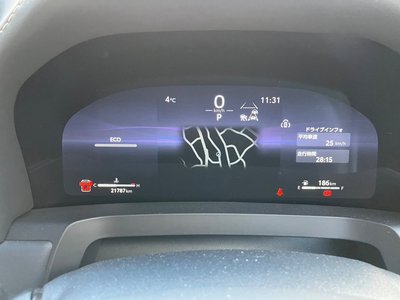 4℃ 0 11:31
km/h
P
ECO
ドライブインフォ
平均車速
25 km/h
走行時間
28:15
C H
21787km
186km
E F